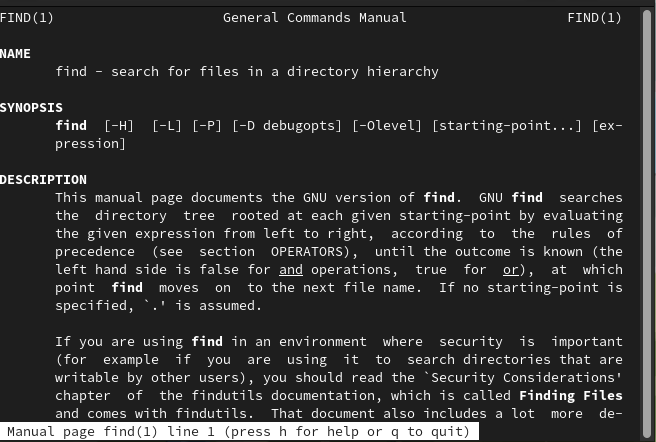 FIND(1) General Commands Manual FIND(1)
NAME
find - search for files in a directory hierarchy
SYNOPSIS
find [-H] [-L] [-P] [-D debugopts] [-Olevel] [starting-point...] [ex-
pression]
DESCRIPTION
This manual page documents the GNU version of find. GNU find searches
the directory tree rooted at each given starting-point by evaluating
the given expression from left to right, according to the rules of
precedence (see section OPERATORS), until the outcome is known (the
left hand side is false for and operations, true for or), at which
point find moves on to the next file name. If no starting-point is
specified, `.' is assumed.
If you are using find in an environment where security is important
(for example if you are using it to search directories that are
writable by other users), you should read the `Security Considerations'
chapter of the findutils documentation, which is called Finding Files
and comes with findutils. That document also includes a lot more de-
Manual page find(1) line 1 (press h for help or q to quit)